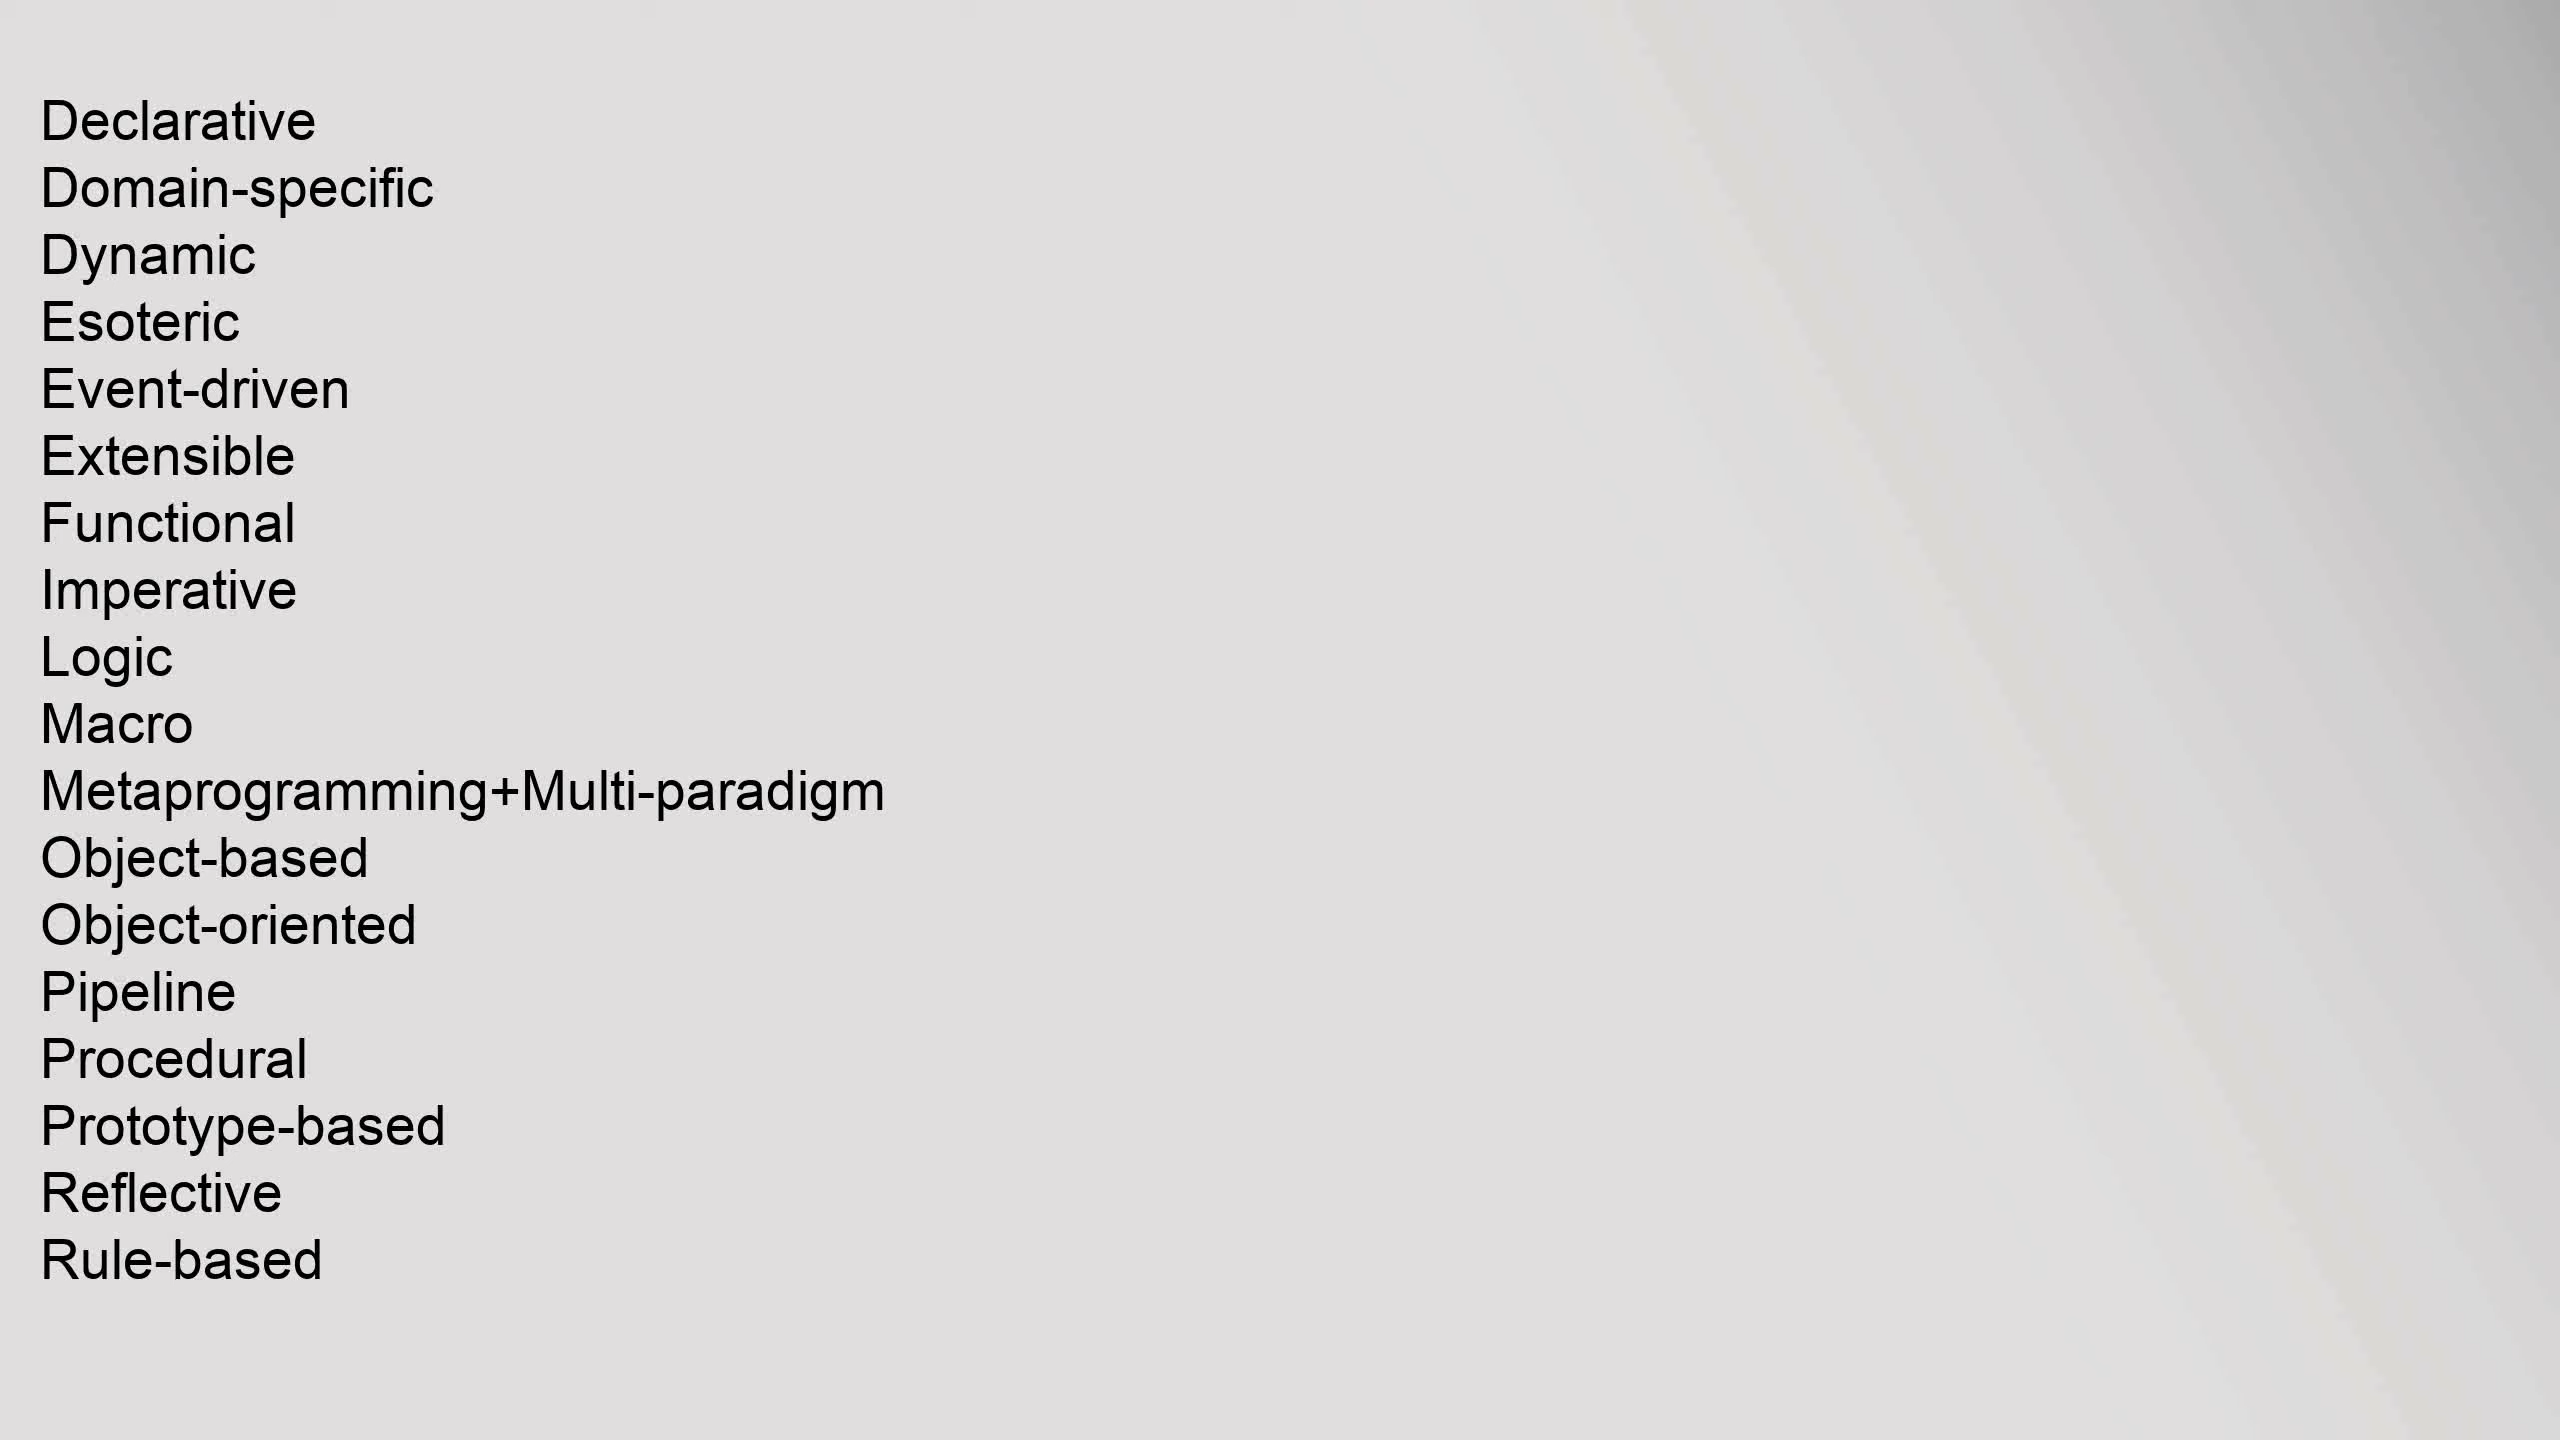 Declarative
Domain-specific
Dynamic
Esoteric
Event-driven
Extensible
Functional
Imperative
Logic
Macro
Metaprogramming+Multi-paradigm
Object-based
Object-oriented
Pipeline
Procedural
Prototype-based
Reflective
Rule-based